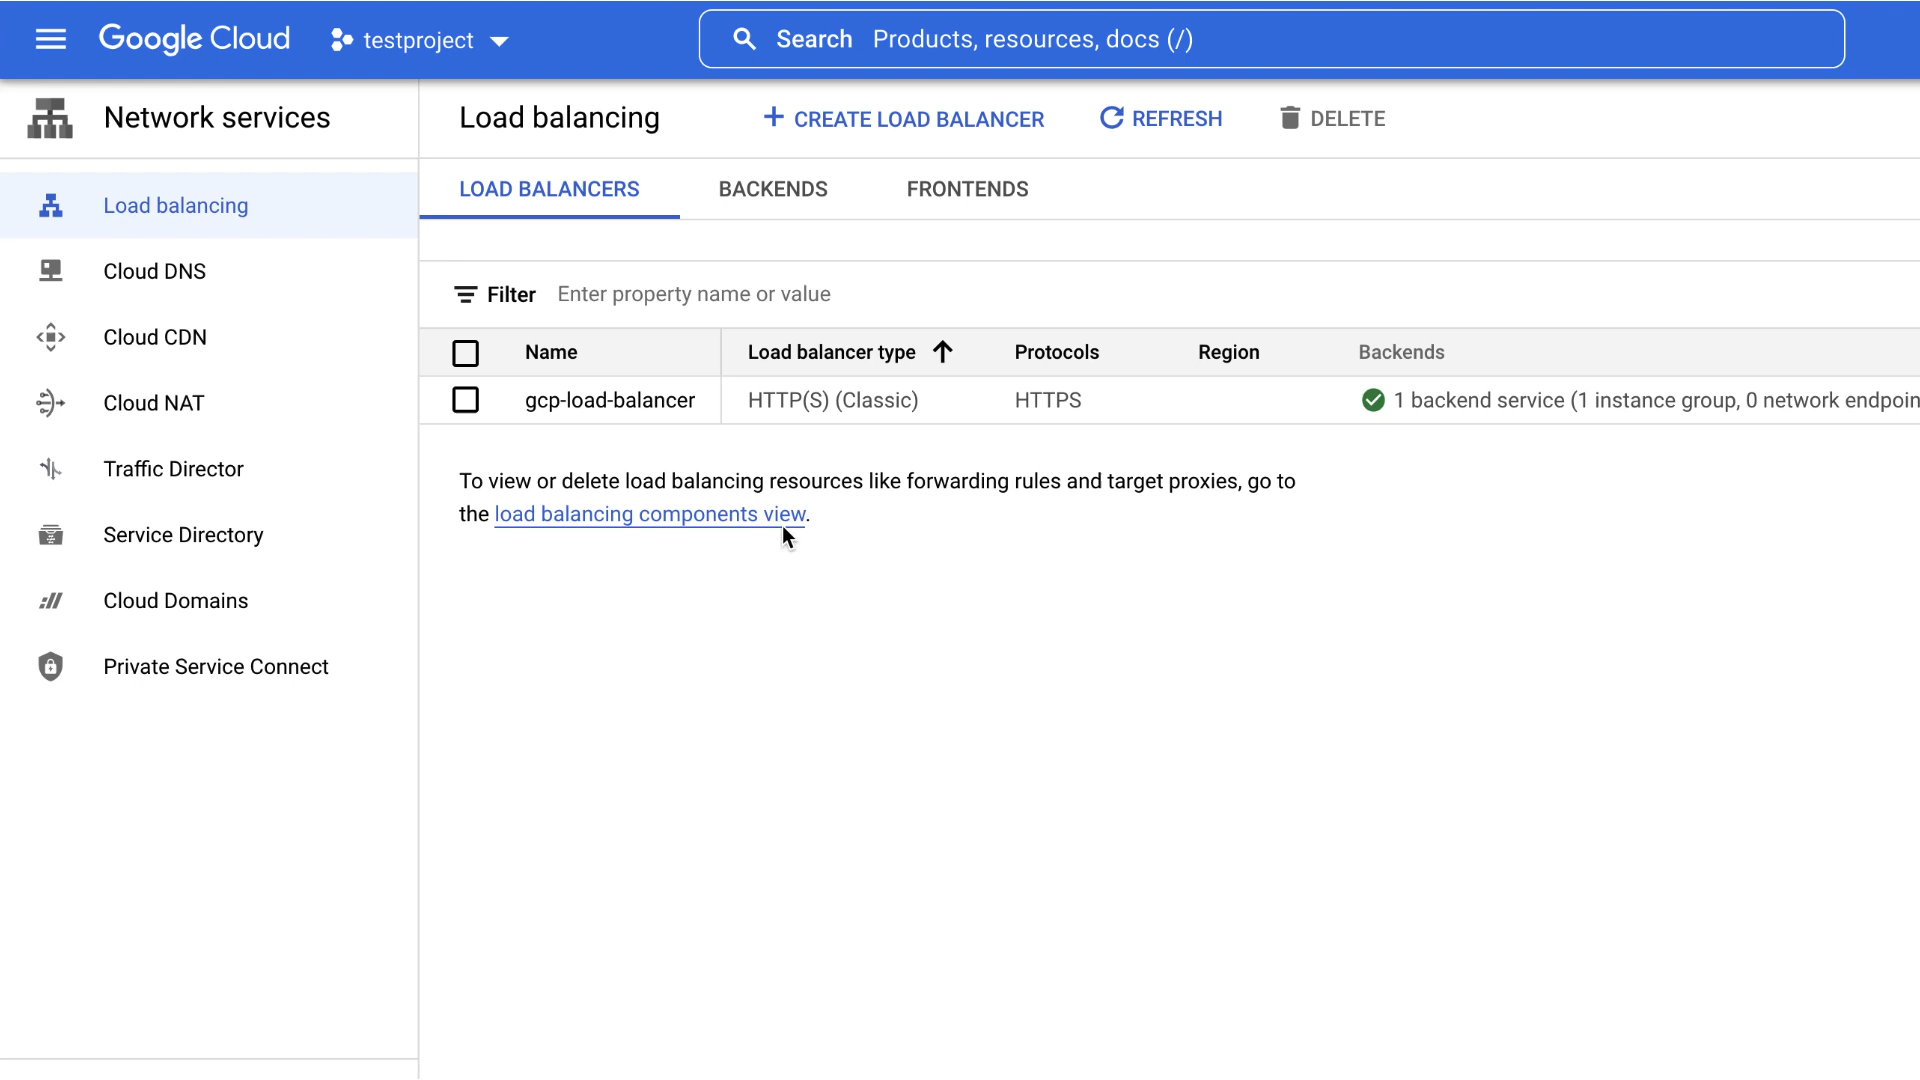 Google Cloud
testproject
Search Products, resources, docs (/)
Network services
Load balancing
Cloud DNS
Cloud CDN
Cloud NAT
Traffic Director
Service Directory
Cloud Domains
Private Service Connect
Load balancing
CREATE LOAD BALANCER
REFRESH
DELETE
LOAD BALANCERS
BACKENDS
FRONTENDS
Filter Enter property name or value
Name Load balancer type Protocols Region Backends
gcp-load-balancer HTTP(S) (Classic) HTTPS 1 backend service (1 instance group, 0 network endpoin
To view or delete load balancing resources like forwarding rules and target proxies, go to
the load balancing components view.